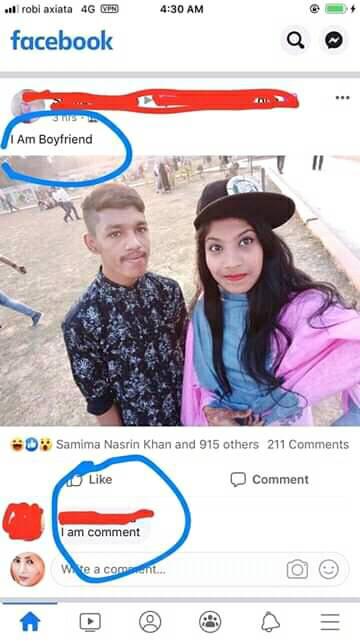 robi axiata 4G VPN 4:30 AM
facebook
3 hrs
I Am Boyfriend
Samima Nasrin Khan and 915 others 211 Comments
Like Comment
I am comment
Write a comment...